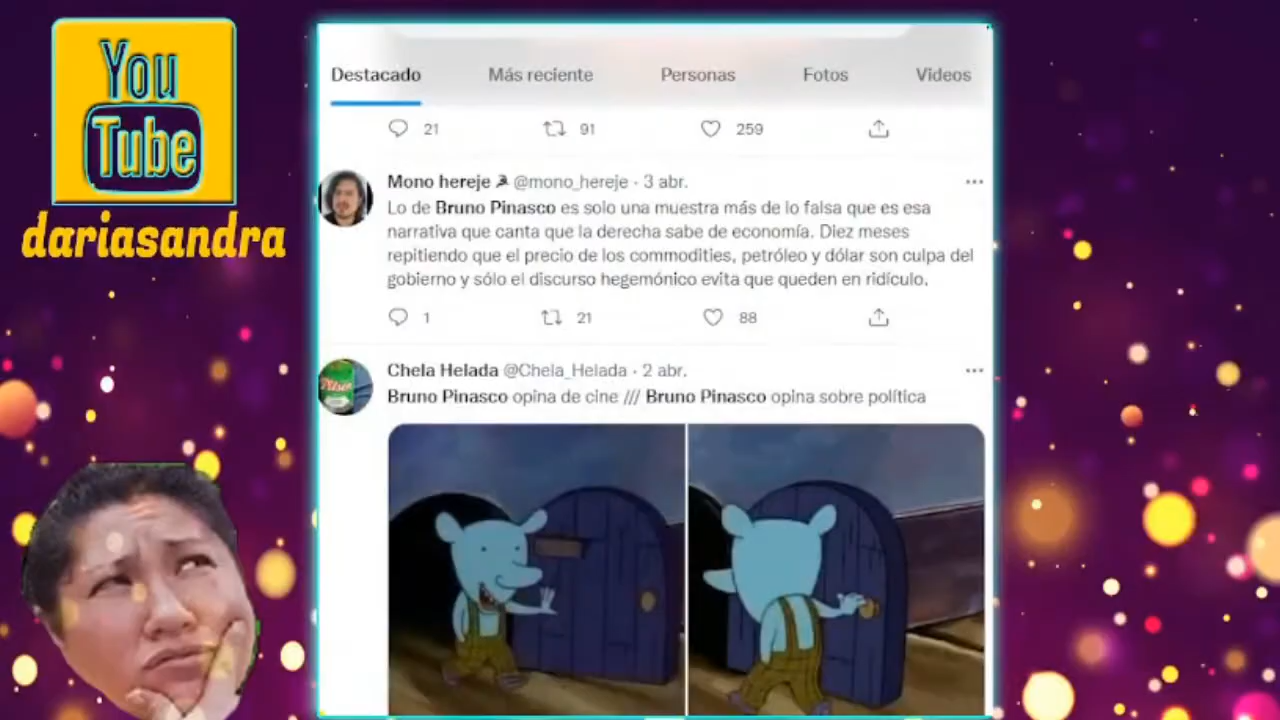 You
Tube
dariasandra
Destacado Más reciente Personas Fotos Videos
21 91 259
Mono hereje @mono_hereje · 3 abr.
Lo de Bruno Pinasco es solo una muestra más de lo falsa que es esa
narrativa que canta que la derecha sabe de economía. Diez meses
repitiendo que el precio de los commodities, petróleo y dólar son culpa del
gobierno y sólo el discurso hegemónico evita que queden en ridículo.
1 21 88
Chela Helada @Chela_Helada · 2 abr.
Bruno Pinasco opina de cine /// Bruno Pinasco opina sobre política
Pilsen